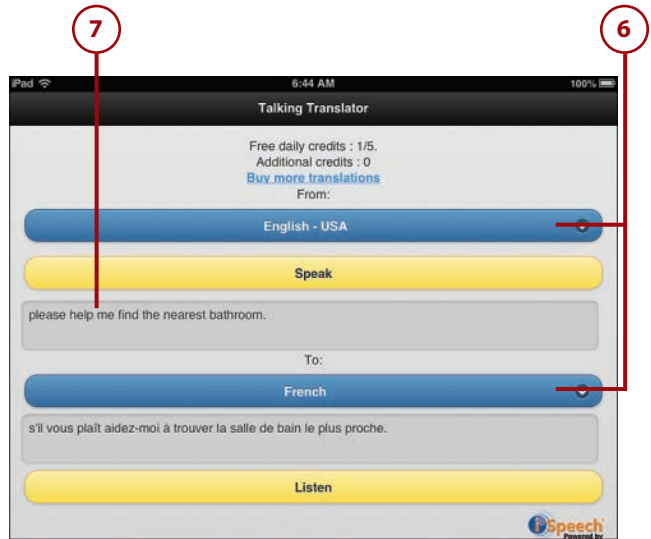 7
6
iPad
6:44 AM
100%
Talking Translator
Free daily credits : 1/5.
Additional credits : 0
Buy more translations
From:
English - USA
Speak
please help me find the nearest bathroom.
To:
French
s'il vous plaît aidez-moi à trouver la salle de bain le plus proche.
Listen
iSpeech
Powered by